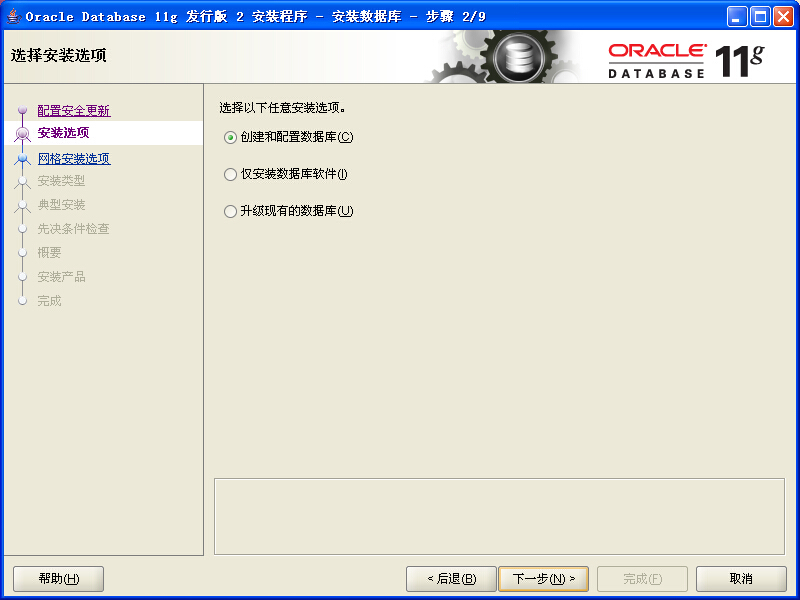 Oracle Database 11g 发行版 2 安装程序 - 安装数据库 - 步骤 2/9
选择安装选项
ORACLE
DATABASE
11g
配置安全更新
安装选项
网格安装选项
安装类型
典型安装
先决条件检查
概要
安装产品
完成
选择以下任意安装选项。
创建和配置数据库(C)
仅安装数据库软件(I)
升级现有的数据库(U)
帮助(H)
< 后退(B)
下一步(N) >
完成(F)
取消